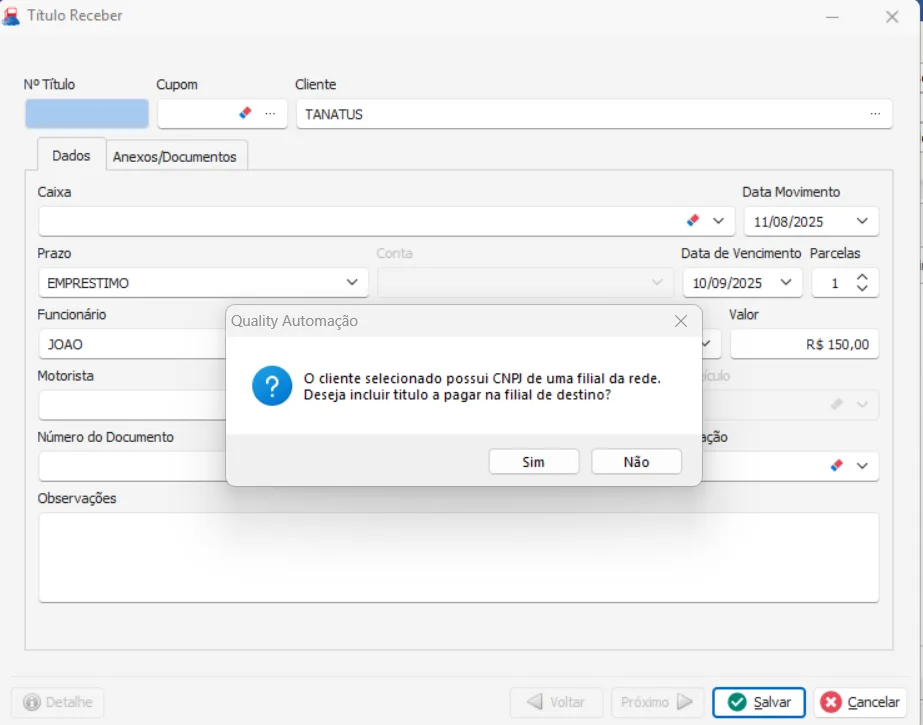 Título Receber
Nº Título
Cupom
Cliente
...
TANATUS
...
Dados
Anexos/Documentos
Caixa
Data Movimento
11/08/2025
Prazo
Conta
Data de Vencimento
Parcelas
EMPRESTIMO
10/09/2025
1
Funcionário
Valor
JOAO
R$ 150,00
Motorista
Número do Documento
Observações
Quality Automação
O cliente selecionado possui CNPJ de uma filial da rede.
Deseja incluir titulo a pagar na filial de destino?
Sim
Não
Detalhe
Voltar
Próximo
Salvar
Cancelar